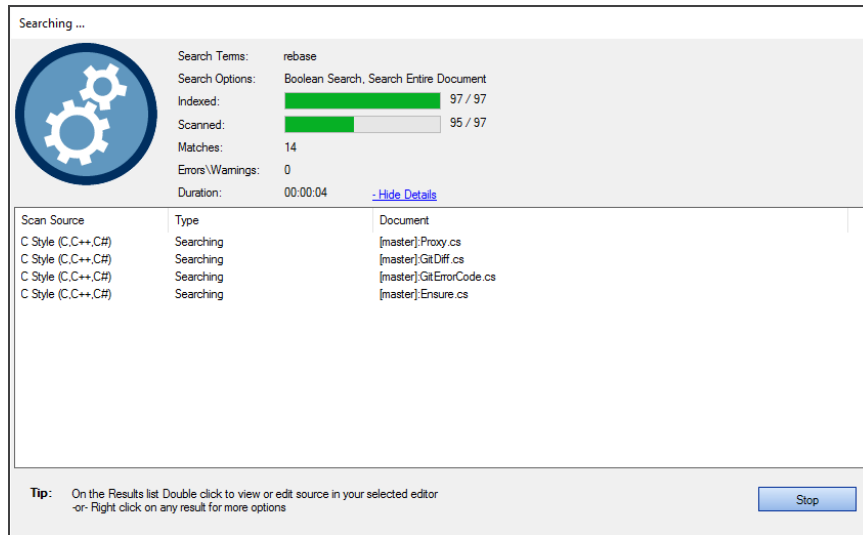 Searching ...
Search Terms: rebase
Search Options: Boolean Search, Search Entire Document
Indexed: 97 / 97
Scanned: 95 / 97
Matches: 14
Errors\Warnings: 0
Duration: 00:00:04 - Hide Details
Scan Source Type Document
C Style (C,C++,C#) Searching [master]:Proxy.cs
C Style (C,C++,C#) Searching [master]:GitDiff.cs
C Style (C,C++,C#) Searching [master]:GitErrorCode.cs
C Style (C,C++,C#) Searching [master]:Ensure.cs
Tip: On the Results list Double click to view or edit source in your selected editor
-or- Right click on any result for more options
Stop